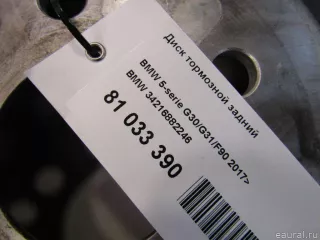 Диск тормозной задний
BMW 5-serie G30/G31/F90 2017>
BMW 34216882246
81 033 390
eaural.ru